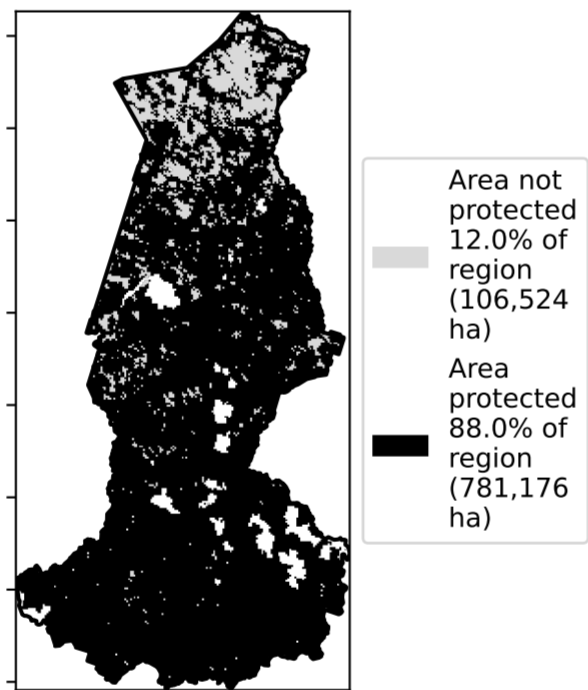 Area not
protected
12.0% of
region
(106,524
ha)
Area
protected
88.0% of
region
(781,176
ha)